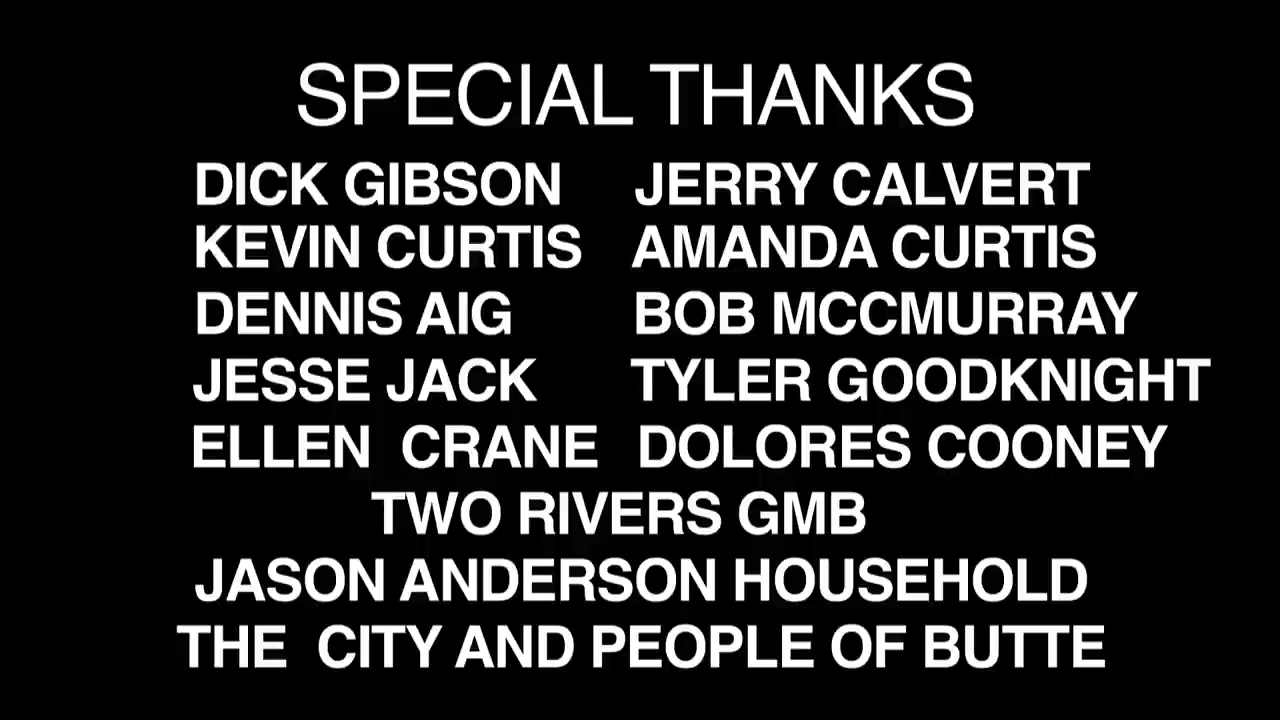 SPECIAL THANKS
DICK GIBSON JERRY CALVERT
KEVIN CURTIS AMANDA CURTIS
DENNIS AIG BOB MCCMURRAY
JESSE JACK TYLER GOODKNIGHT
ELLEN CRANE DOLORES COONEY
TWO RIVERS GMB
JASON ANDERSON HOUSEHOLD
THE CITY AND PEOPLE OF BUTTE